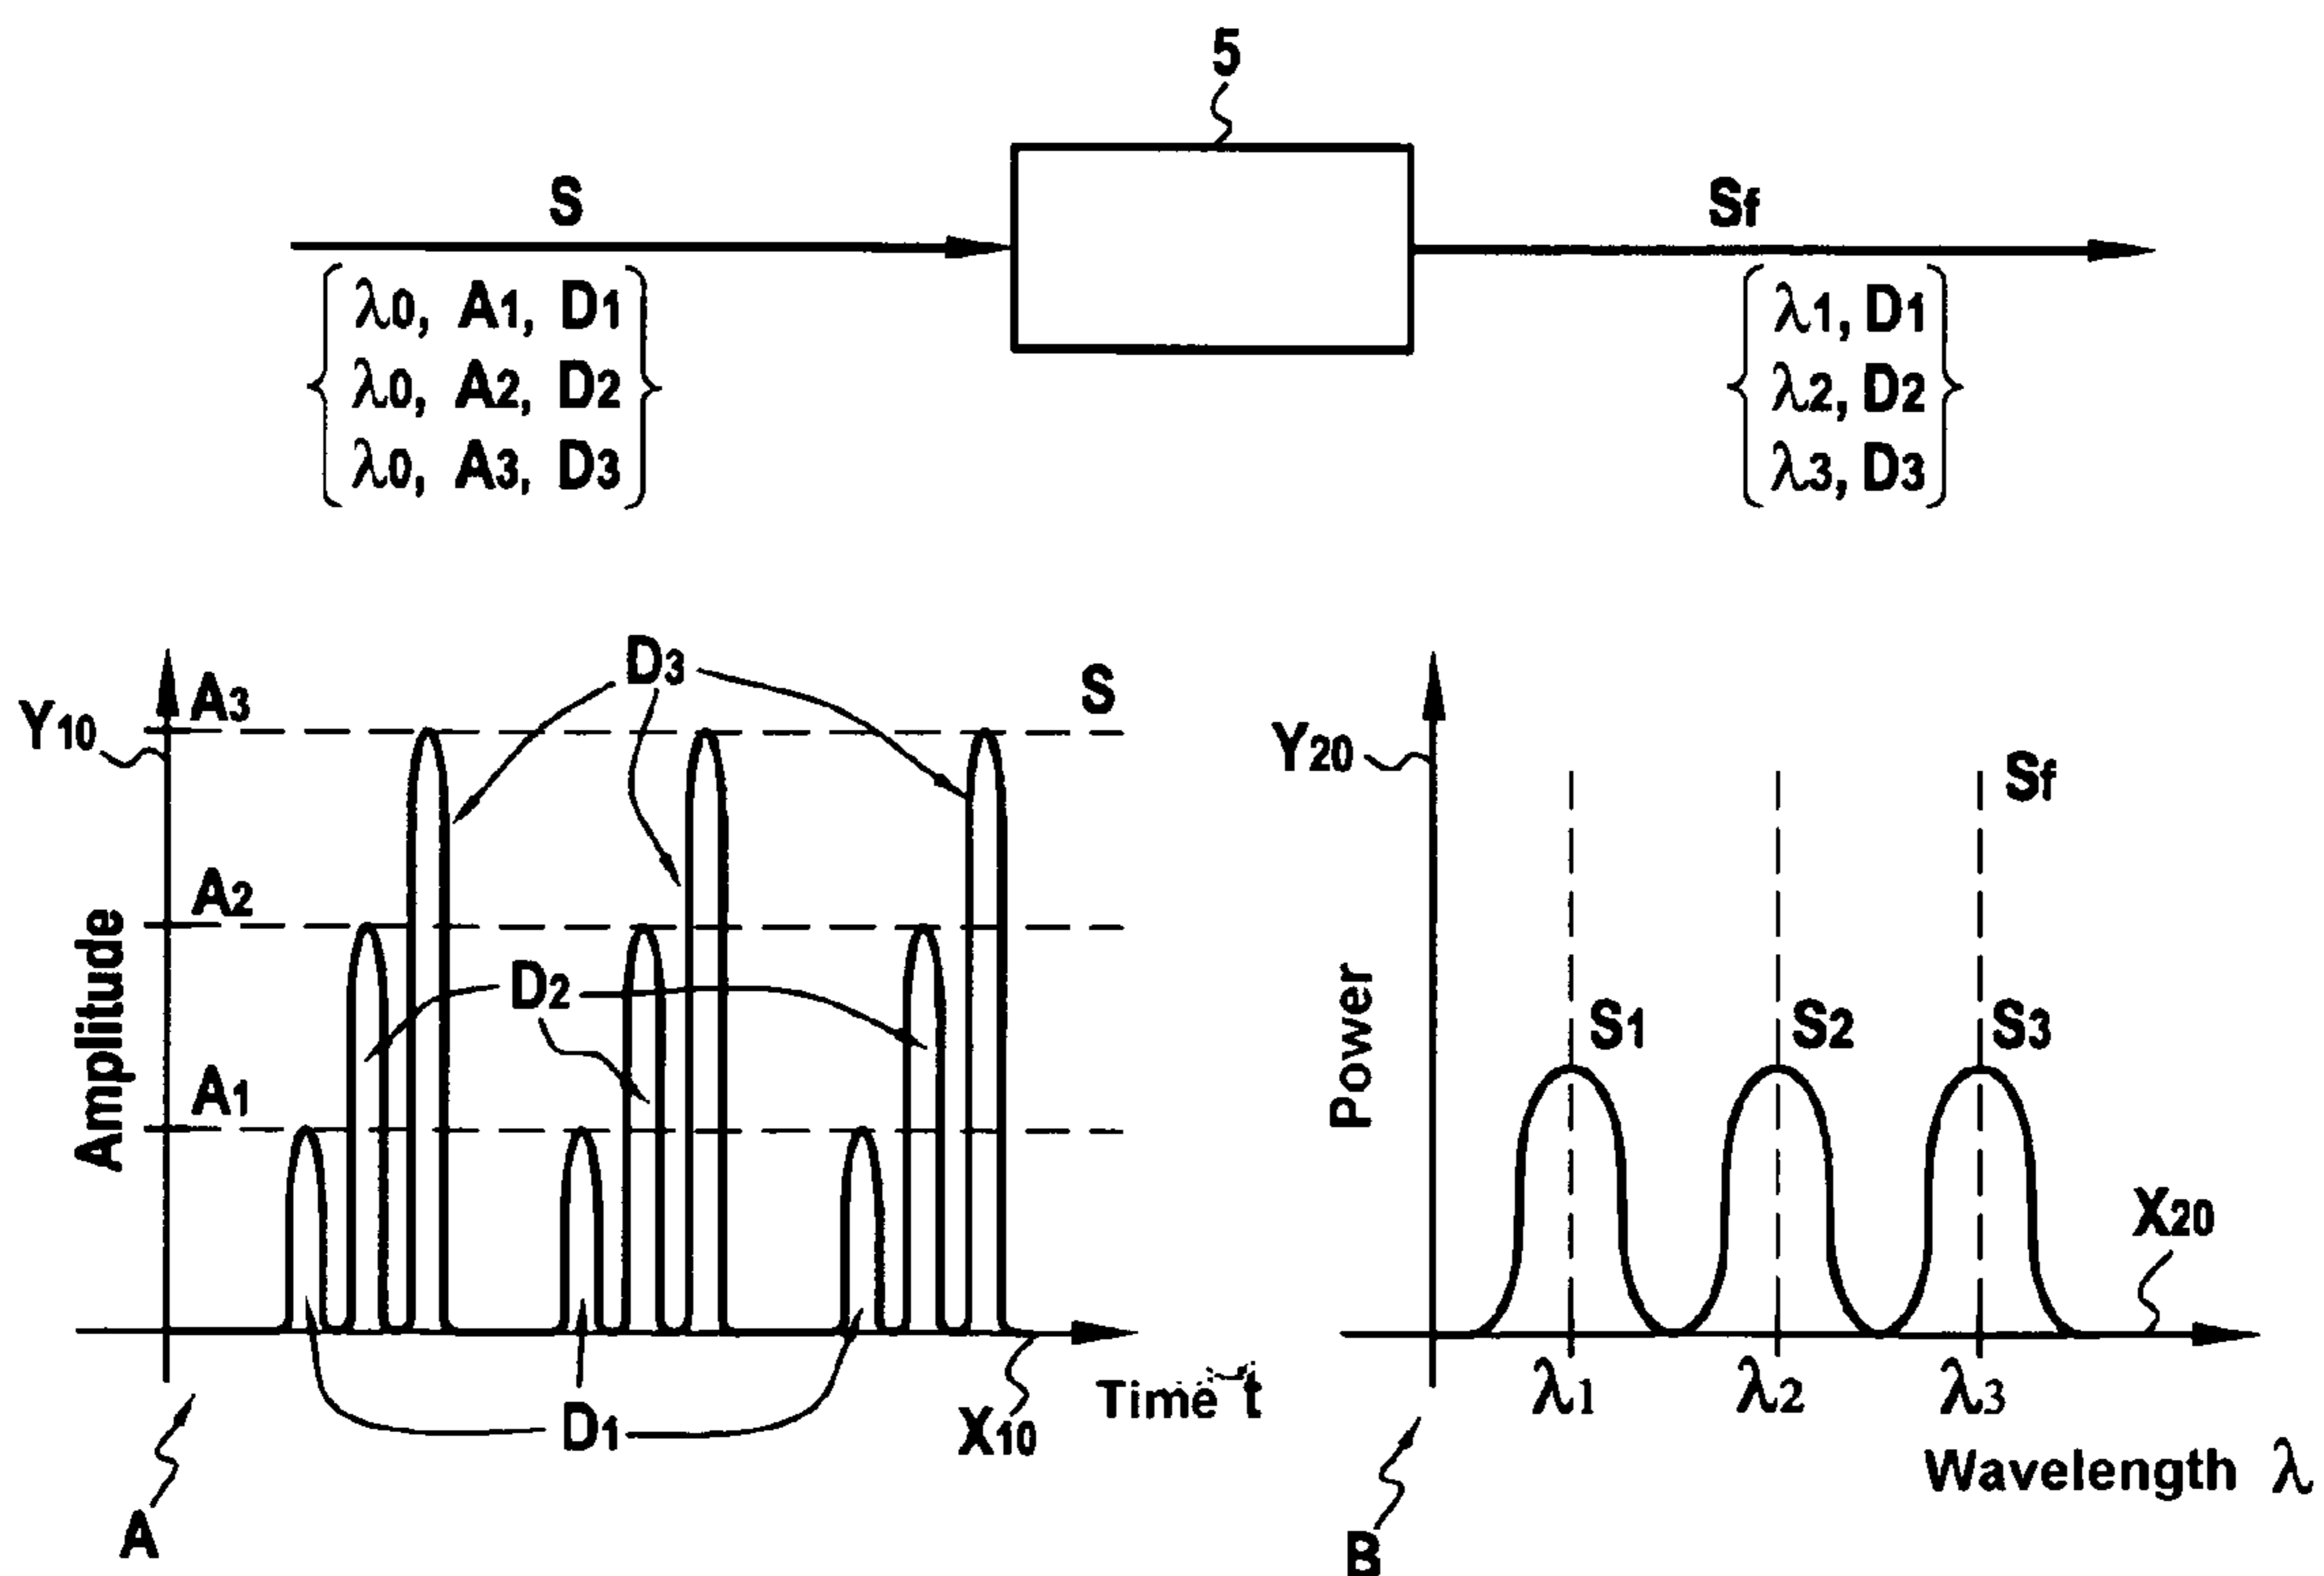 5
S
Sf
λ0, A1, D1
λ0, A2, D2
λ0, A3, D3
λ1, D1
λ2, D2
λ3, D3
D3
S
A3
Y10
Y20
Sf
A2
D2
Amplitude
Power
S1
S2
S3
A1
X20
λ1
λ2
λ3
Time t
D1
X10
Wavelength λ
A
B